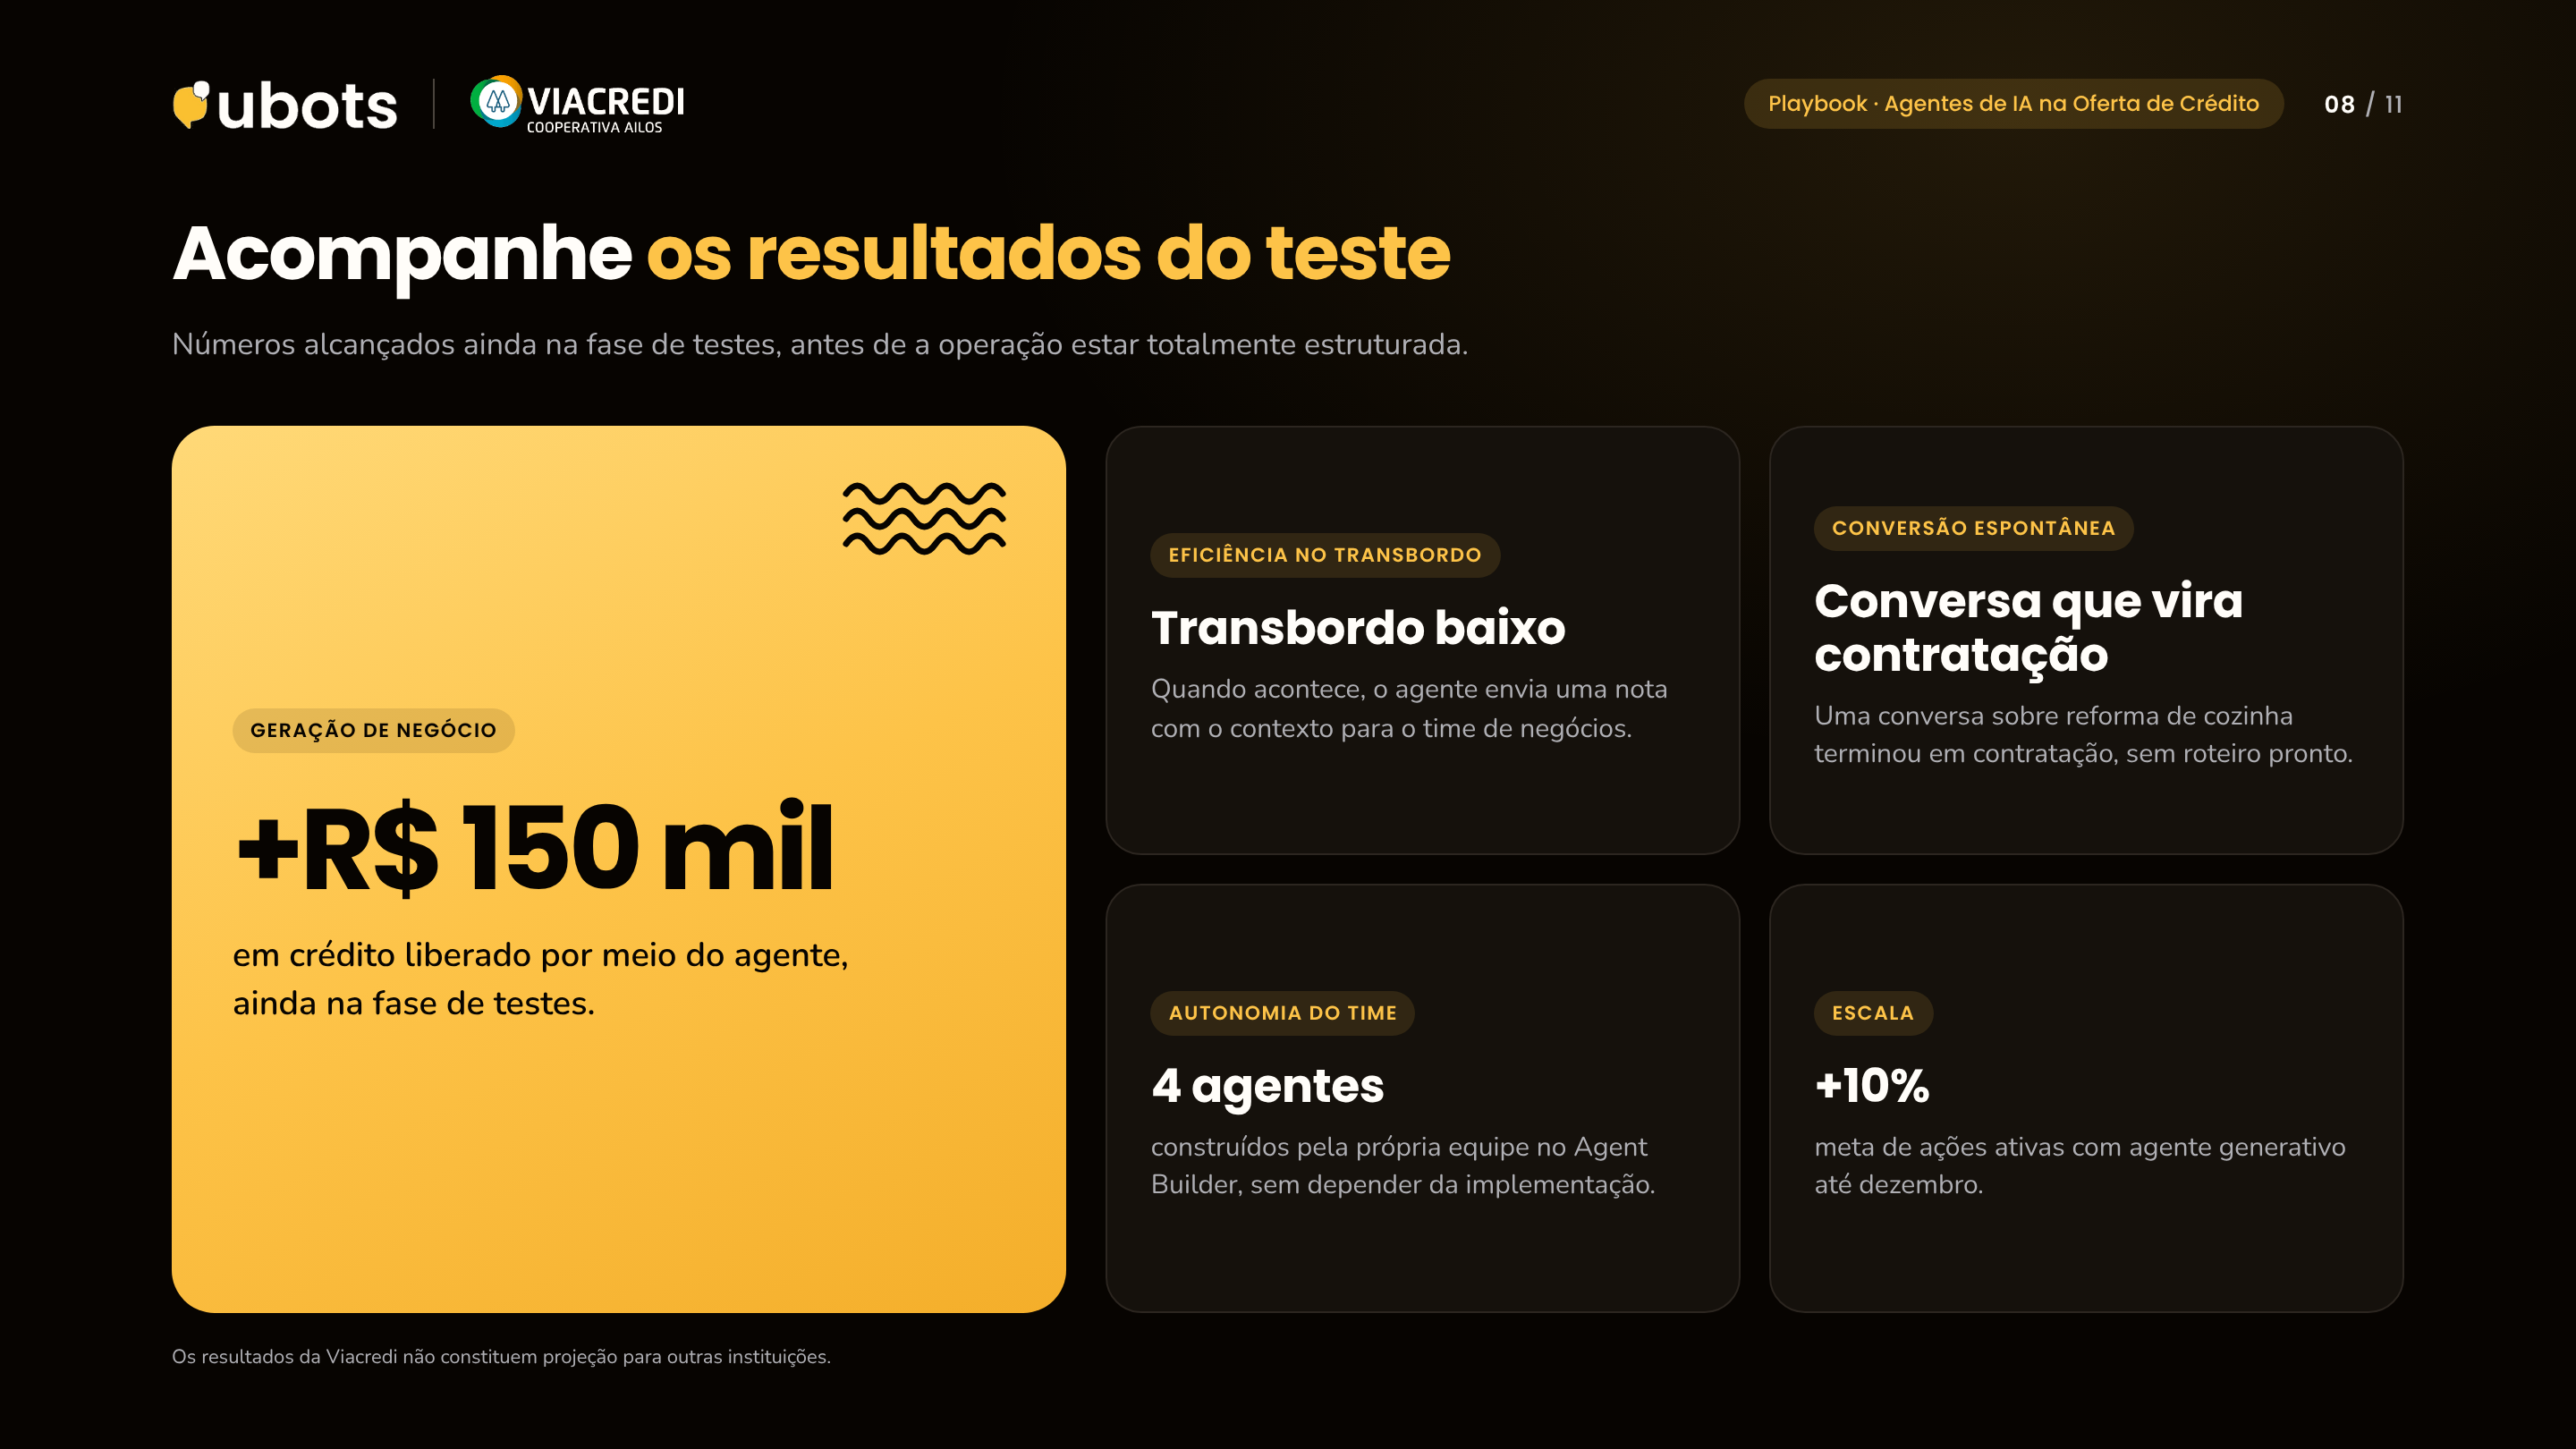 ubots
VIACREDI
COOPERATIVA AILOS
Playbook · Agentes de IA na Oferta de Crédito
08 / 11
Acompanhe os resultados do teste
Números alcançados ainda na fase de testes, antes de a operação estar totalmente estruturada.
GERAÇÃO DE NEGÓCIO
+R$ 150 mil
em crédito liberado por meio do agente,
ainda na fase de testes.
EFICIÊNCIA NO TRANSBORDO
Transbordo baixo
Quando acontece, o agente envia uma nota
com o contexto para o time de negócios.
CONVERSÃO ESPONTÂNEA
Conversa que vira
contratação
Uma conversa sobre reforma de cozinha
terminou em contratação, sem roteiro pronto.
AUTONOMIA DO TIME
4 agentes
construídos pela própria equipe no Agent
Builder, sem depender da implementação.
ESCALA
+10%
meta de ações ativas com agente generativo
até dezembro.
Os resultados da Viacredi não constituem projeção para outras instituições.